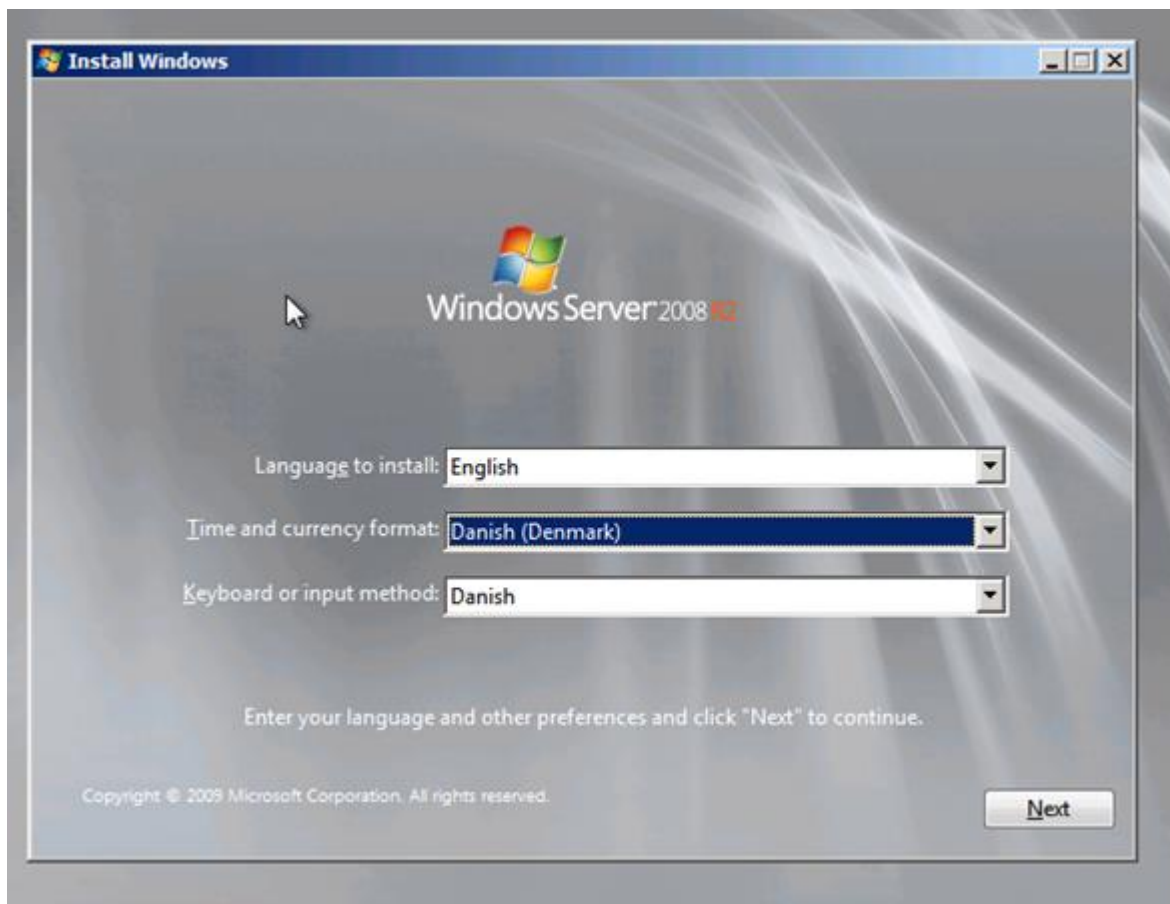 Install Windows
Windows Server 2008 R2
Language to install: English
Time and currency format: Danish (Denmark)
Keyboard or input method: Danish
Enter your language and other preferences and click "Next" to continue.
Copyright © 2009 Microsoft Corporation. All rights reserved.
Next